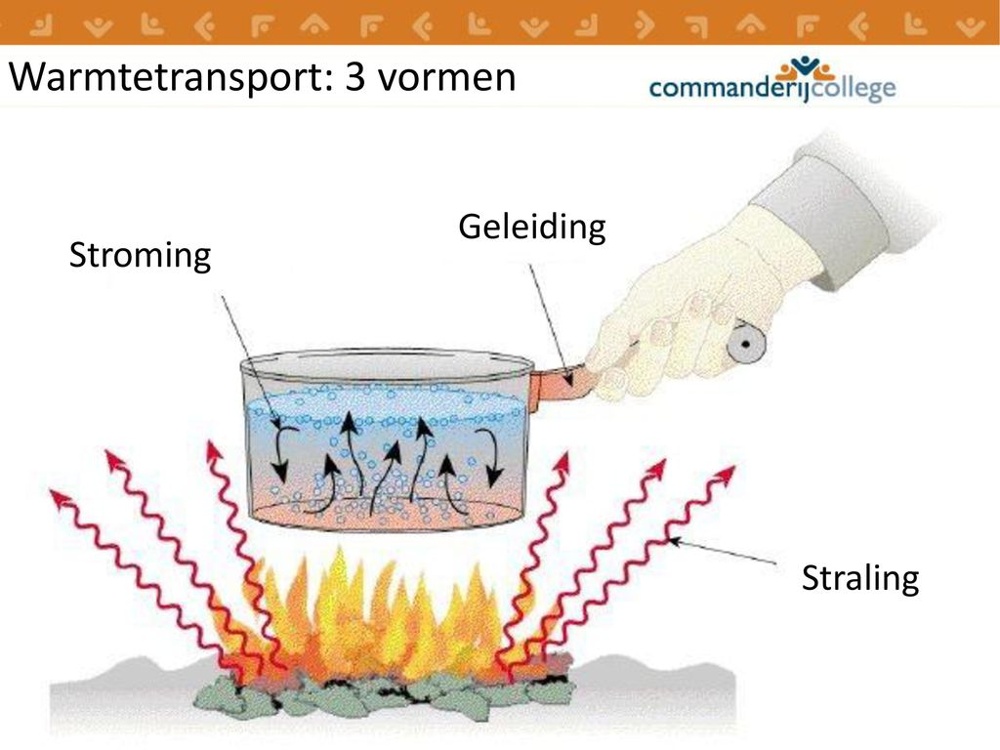 Warmtetransport: 3 vormen
commanderijcollege
Geleiding
Stroming
Straling